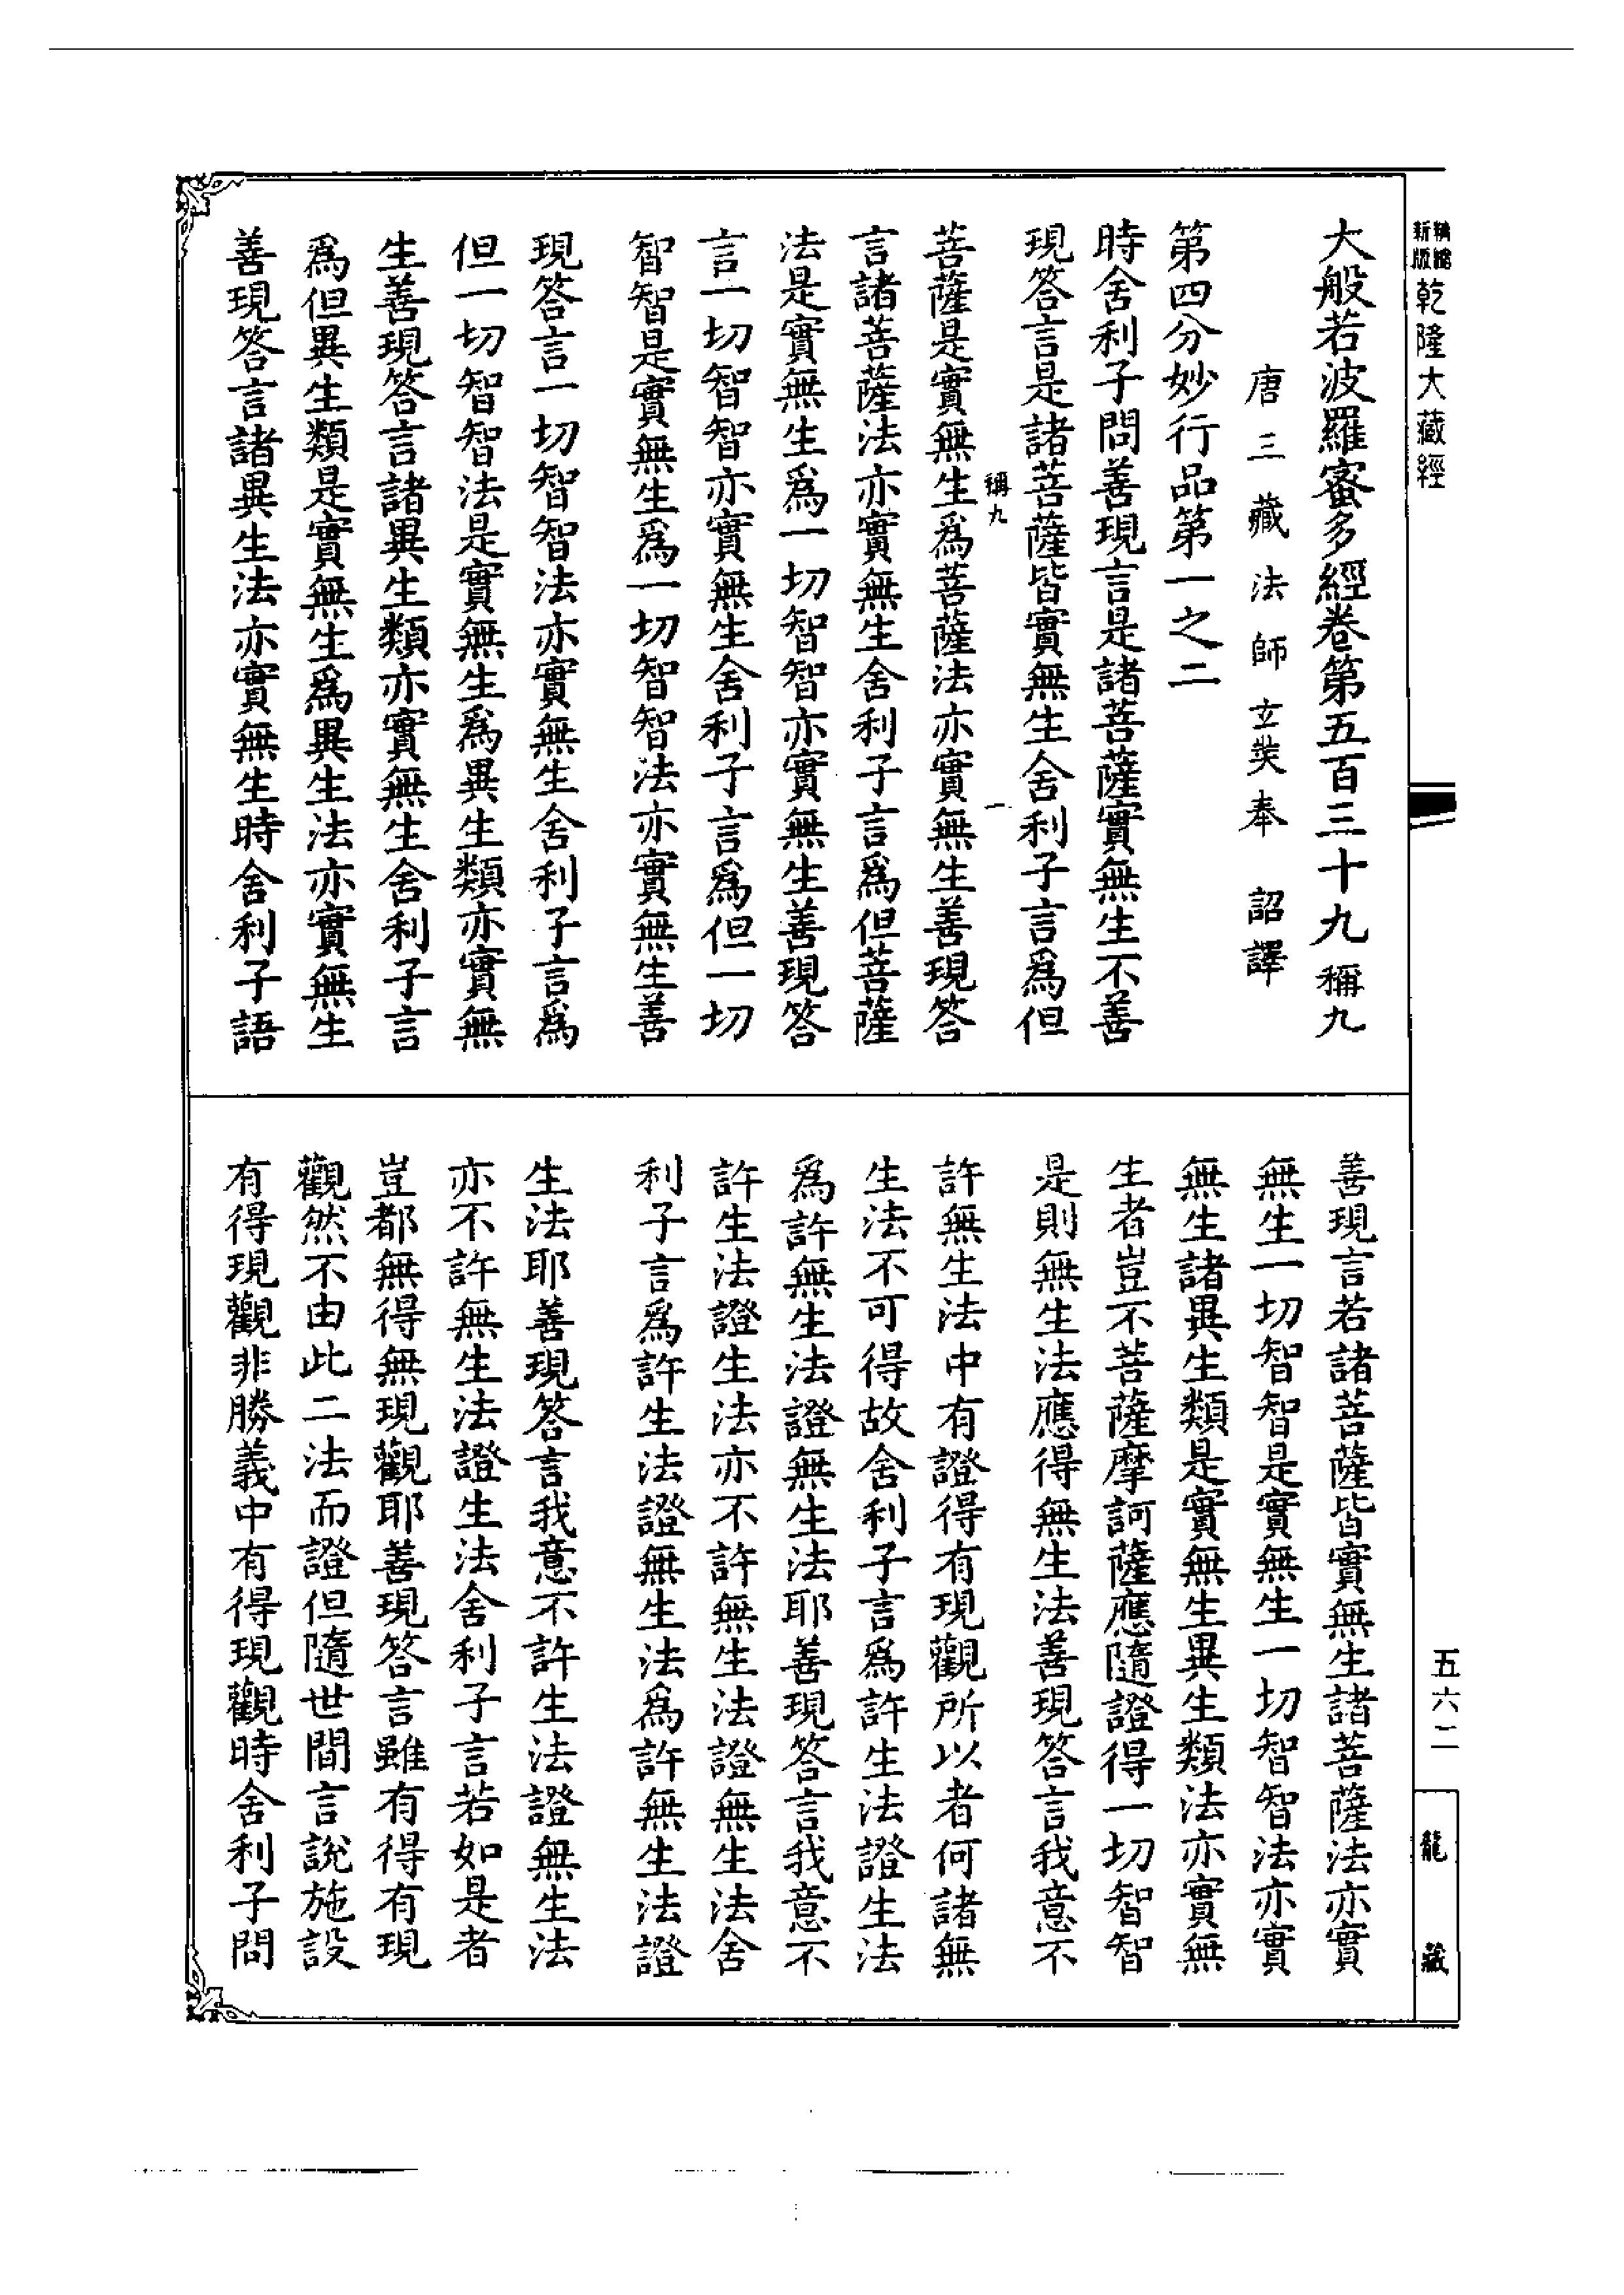 精縮新版乾隆大藏經
大般若波羅蜜多經卷第五百三十九 稱九
唐三藏法師玄奘奉 詔譯
第四分妙行品第一之二
時舍利子問善現言是諸菩薩實無生不善
現答言是諸菩薩皆實無生舍利子言爲但
稱九 一
菩薩是實無生爲菩薩法亦實無生善現答
言諸菩薩法亦實無生舍利子言爲但菩薩
法是實無生爲一切智智亦實無生善現答
言一切智智亦實無生舍利子言爲但一切
智智是實無生爲一切智智法亦實無生善
現答言一切智智法亦實無生舍利子言爲
但一切智智法是實無生爲異生類亦實無
生善現答言諸異生類亦實無生舍利子言
爲但異生類是實無生爲異生法亦實無生
善現答言諸異生法亦實無生時舍利子語
善現言若諸菩薩皆實無生諸菩薩法亦實
無生一切智智是實無生一切智智法亦實
無生諸異生類是實無生異生類法亦實無
生者豈不菩薩摩訶薩應隨證得一切智智
是則無生法應得無生法善現答言我意不
許無生法中有證得有現觀所以者何諸無
生法不可得故舍利子言爲許生法證生法
爲許無生法證無生法耶善現答言我意不
許生法證生法亦不許無生法證無生法舍
利子言爲許生法證無生法爲許無生法證
生法耶善現答言我意不許生法證無生法
亦不許無生法證生法舍利子言若如是者
豈都無得無現觀耶善現答言雖有得有現
觀然不由此二法而證但隨世間言說施設
有得現觀非勝義中有得現觀時舍利子問
五六二
龍藏